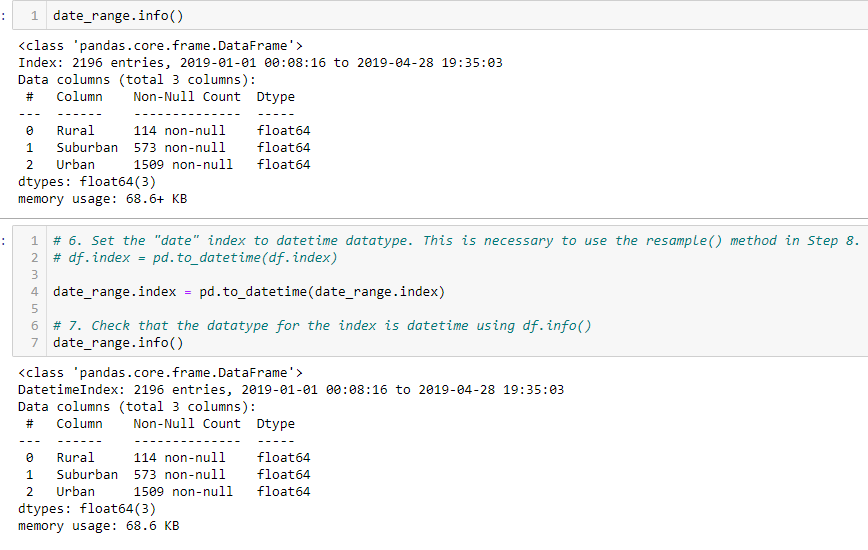 : 1 date_range.info()
<class 'pandas.core.frame.DataFrame'>
Index: 2196 entries, 2019-01-01 00:08:16 to 2019-04-28 19:35:03
Data columns (total 3 columns):
 #   Column    Non-Null Count  Dtype
---  ------    --------------  -----
 0   Rural     114 non-null    float64
 1   Suburban  573 non-null    float64
 2   Urban     1509 non-null   float64
dtypes: float64(3)
memory usage: 68.6+ KB
: 1 # 6. Set the "date" index to datetime datatype. This is necessary to use the resample() method in Step 8.
2 # df.index = pd.to_datetime(df.index)
3
4 date_range.index = pd.to_datetime(date_range.index)
5
6 # 7. Check that the datatype for the index is datetime using df.info()
7 date_range.info()
<class 'pandas.core.frame.DataFrame'>
DatetimeIndex: 2196 entries, 2019-01-01 00:08:16 to 2019-04-28 19:35:03
Data columns (total 3 columns):
 #   Column    Non-Null Count  Dtype
---  ------    --------------  -----
 0   Rural     114 non-null    float64
 1   Suburban  573 non-null    float64
 2   Urban     1509 non-null   float64
dtypes: float64(3)
memory usage: 68.6 KB